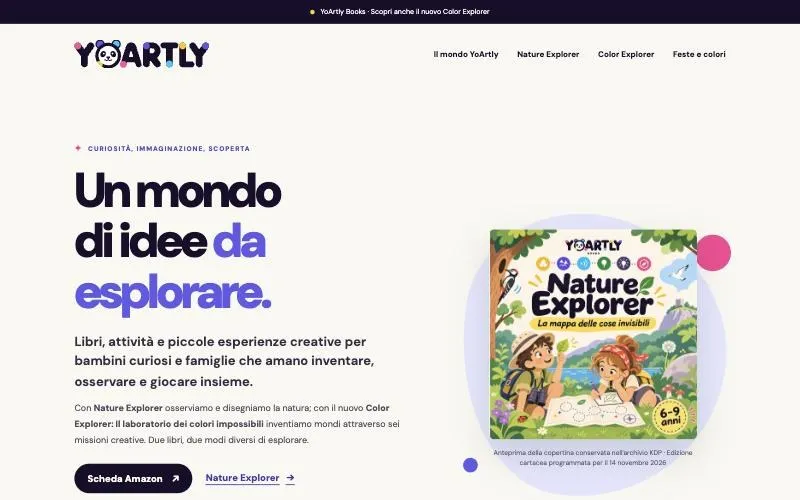 YoArtly Books · Scopri anche il nuovo Color Explorer
YOARTLY
Il mondo YoArtly
Nature Explorer
Color Explorer
Feste e colori
CURIOSITÀ, IMMAGINAZIONE, SCOPERTA
Un mondo
di idee da
esplorare.
Libri, attività e piccole esperienze creative per
bambini curiosi e famiglie che amano inventare,
osservare e giocare insieme.
Con Nature Explorer osserviamo e disegniamo la natura; con il nuovo Color
Explorer: Il laboratorio dei colori impossibili inventiamo mondi attraverso sei
missioni creative. Due libri, due modi diversi di esplorare.
Scheda Amazon
Nature Explorer
YOARTLY
BOOKS
Nature
Explorer
La mappa delle cose invisibili
6-9
anni
Anteprima della copertina conservata nell'archivio KDP · Edizione
cartacea programmata per il 14 novembre 2026